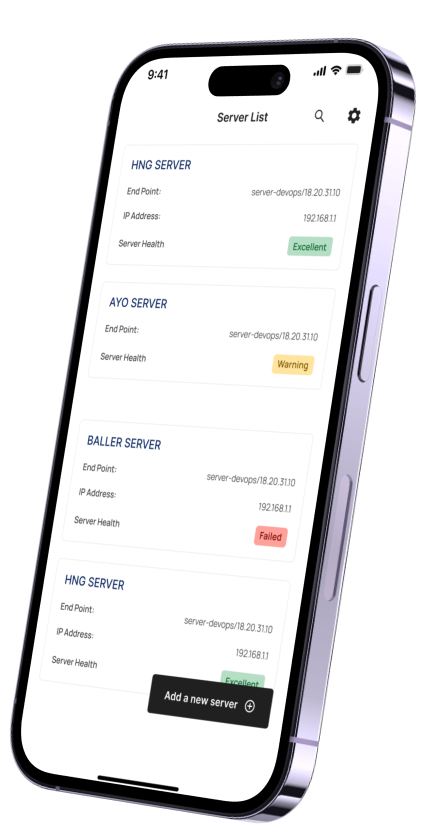 9:41
Server List
HNG SERVER
End Point: server-devops/18.20.31.10
IP Address: 192.168.1.1
Server Health Excellent
AYO SERVER
End Point: server-devops/18.20.31.10
Server Health Warning
BALLER SERVER
End Point: server-devops/18.20.31.10
IP Address: 192.168.1.1
Server Health Failed
HNG SERVER
End Point: server-devops/18.20.31.10
IP Address: 192.168.1.1
Server Health Excellent
Add a new server